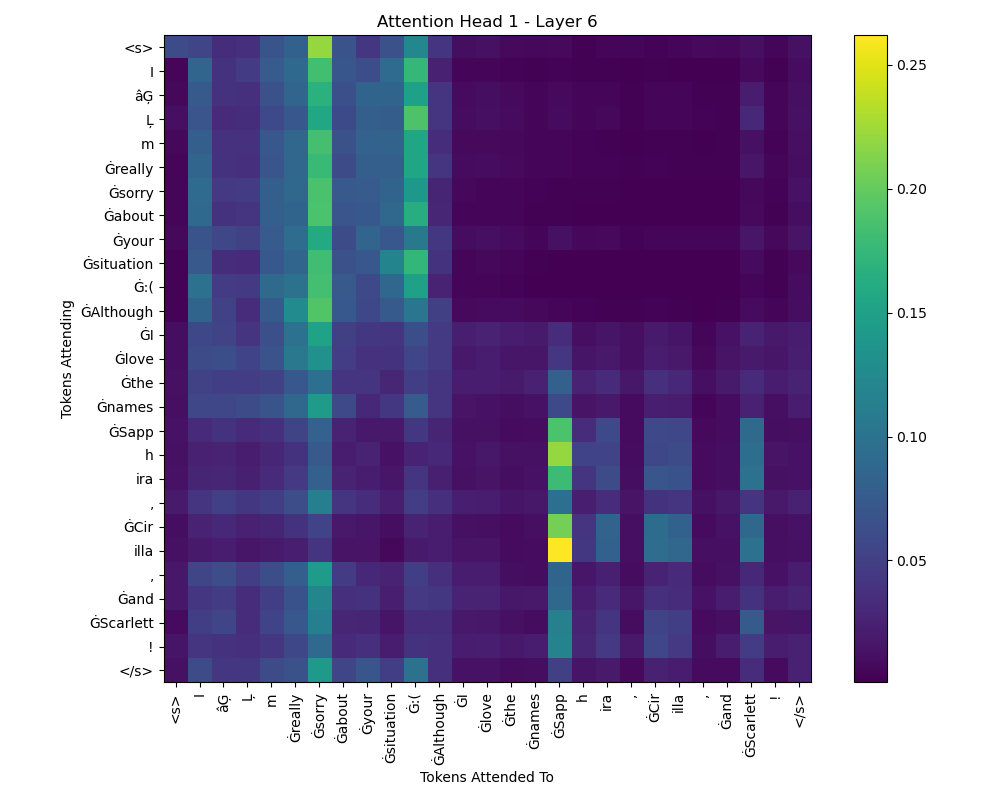 Attention Head 1 - Layer 6
Tokens Attending
<s>
I
âĢ
Ļ
m
Ġreally
Ġsorry
Ġabout
Ġyour
Ġsituation
Ġ:(
ĠAlthough
ĠI
Ġlove
Ġthe
Ġnames
ĠSapp
h
ira
,
ĠCir
illa
,
Ġand
ĠScarlett
!
</s>
<s>
I
âĢ
Ļ
m
Ġreally
Ġsorry
Ġabout
Ġyour
Ġsituation
Ġ:(
ĠAlthough
ĠI
Ġlove
Ġthe
Ġnames
ĠSapp
h
ira
,
ĠCir
illa
,
Ġand
ĠScarlett
!
</s>
Tokens Attended To
0.25
0.20
0.15
0.10
0.05